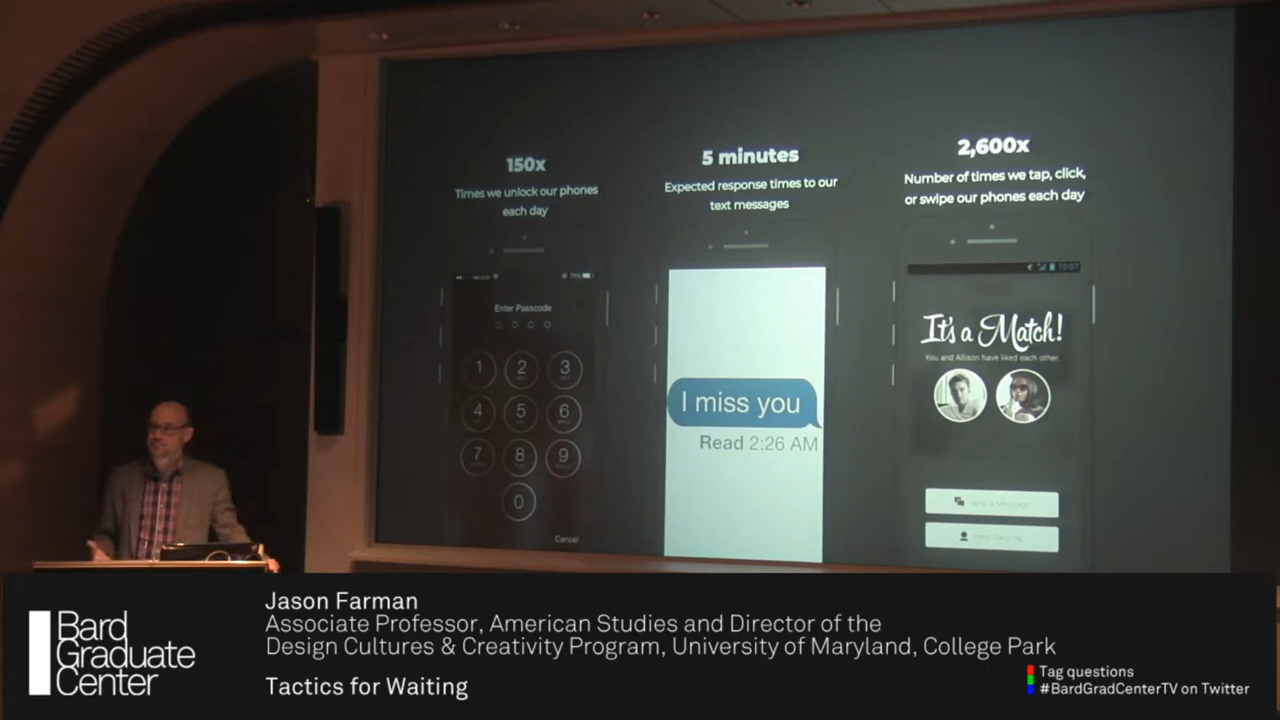 150x
Times we unlock our phones
each day
5 minutes
Expected response times to our
text messages
2,600x
Number of times we tap, click,
or swipe our phones each day
Enter Passcode
1
2
3
4
5
6
7
8
9
0
Cancel
I miss you
Read 2:26 AM
10:07
It's a Match!
You and Allison have liked each other.
Bard
Graduate
Center
Jason Farman
Associate Professor, American Studies and Director of the
Design Cultures & Creativity Program, University of Maryland, College Park
Tactics for Waiting
Tag questions
#BardGradCenterTV on Twitter